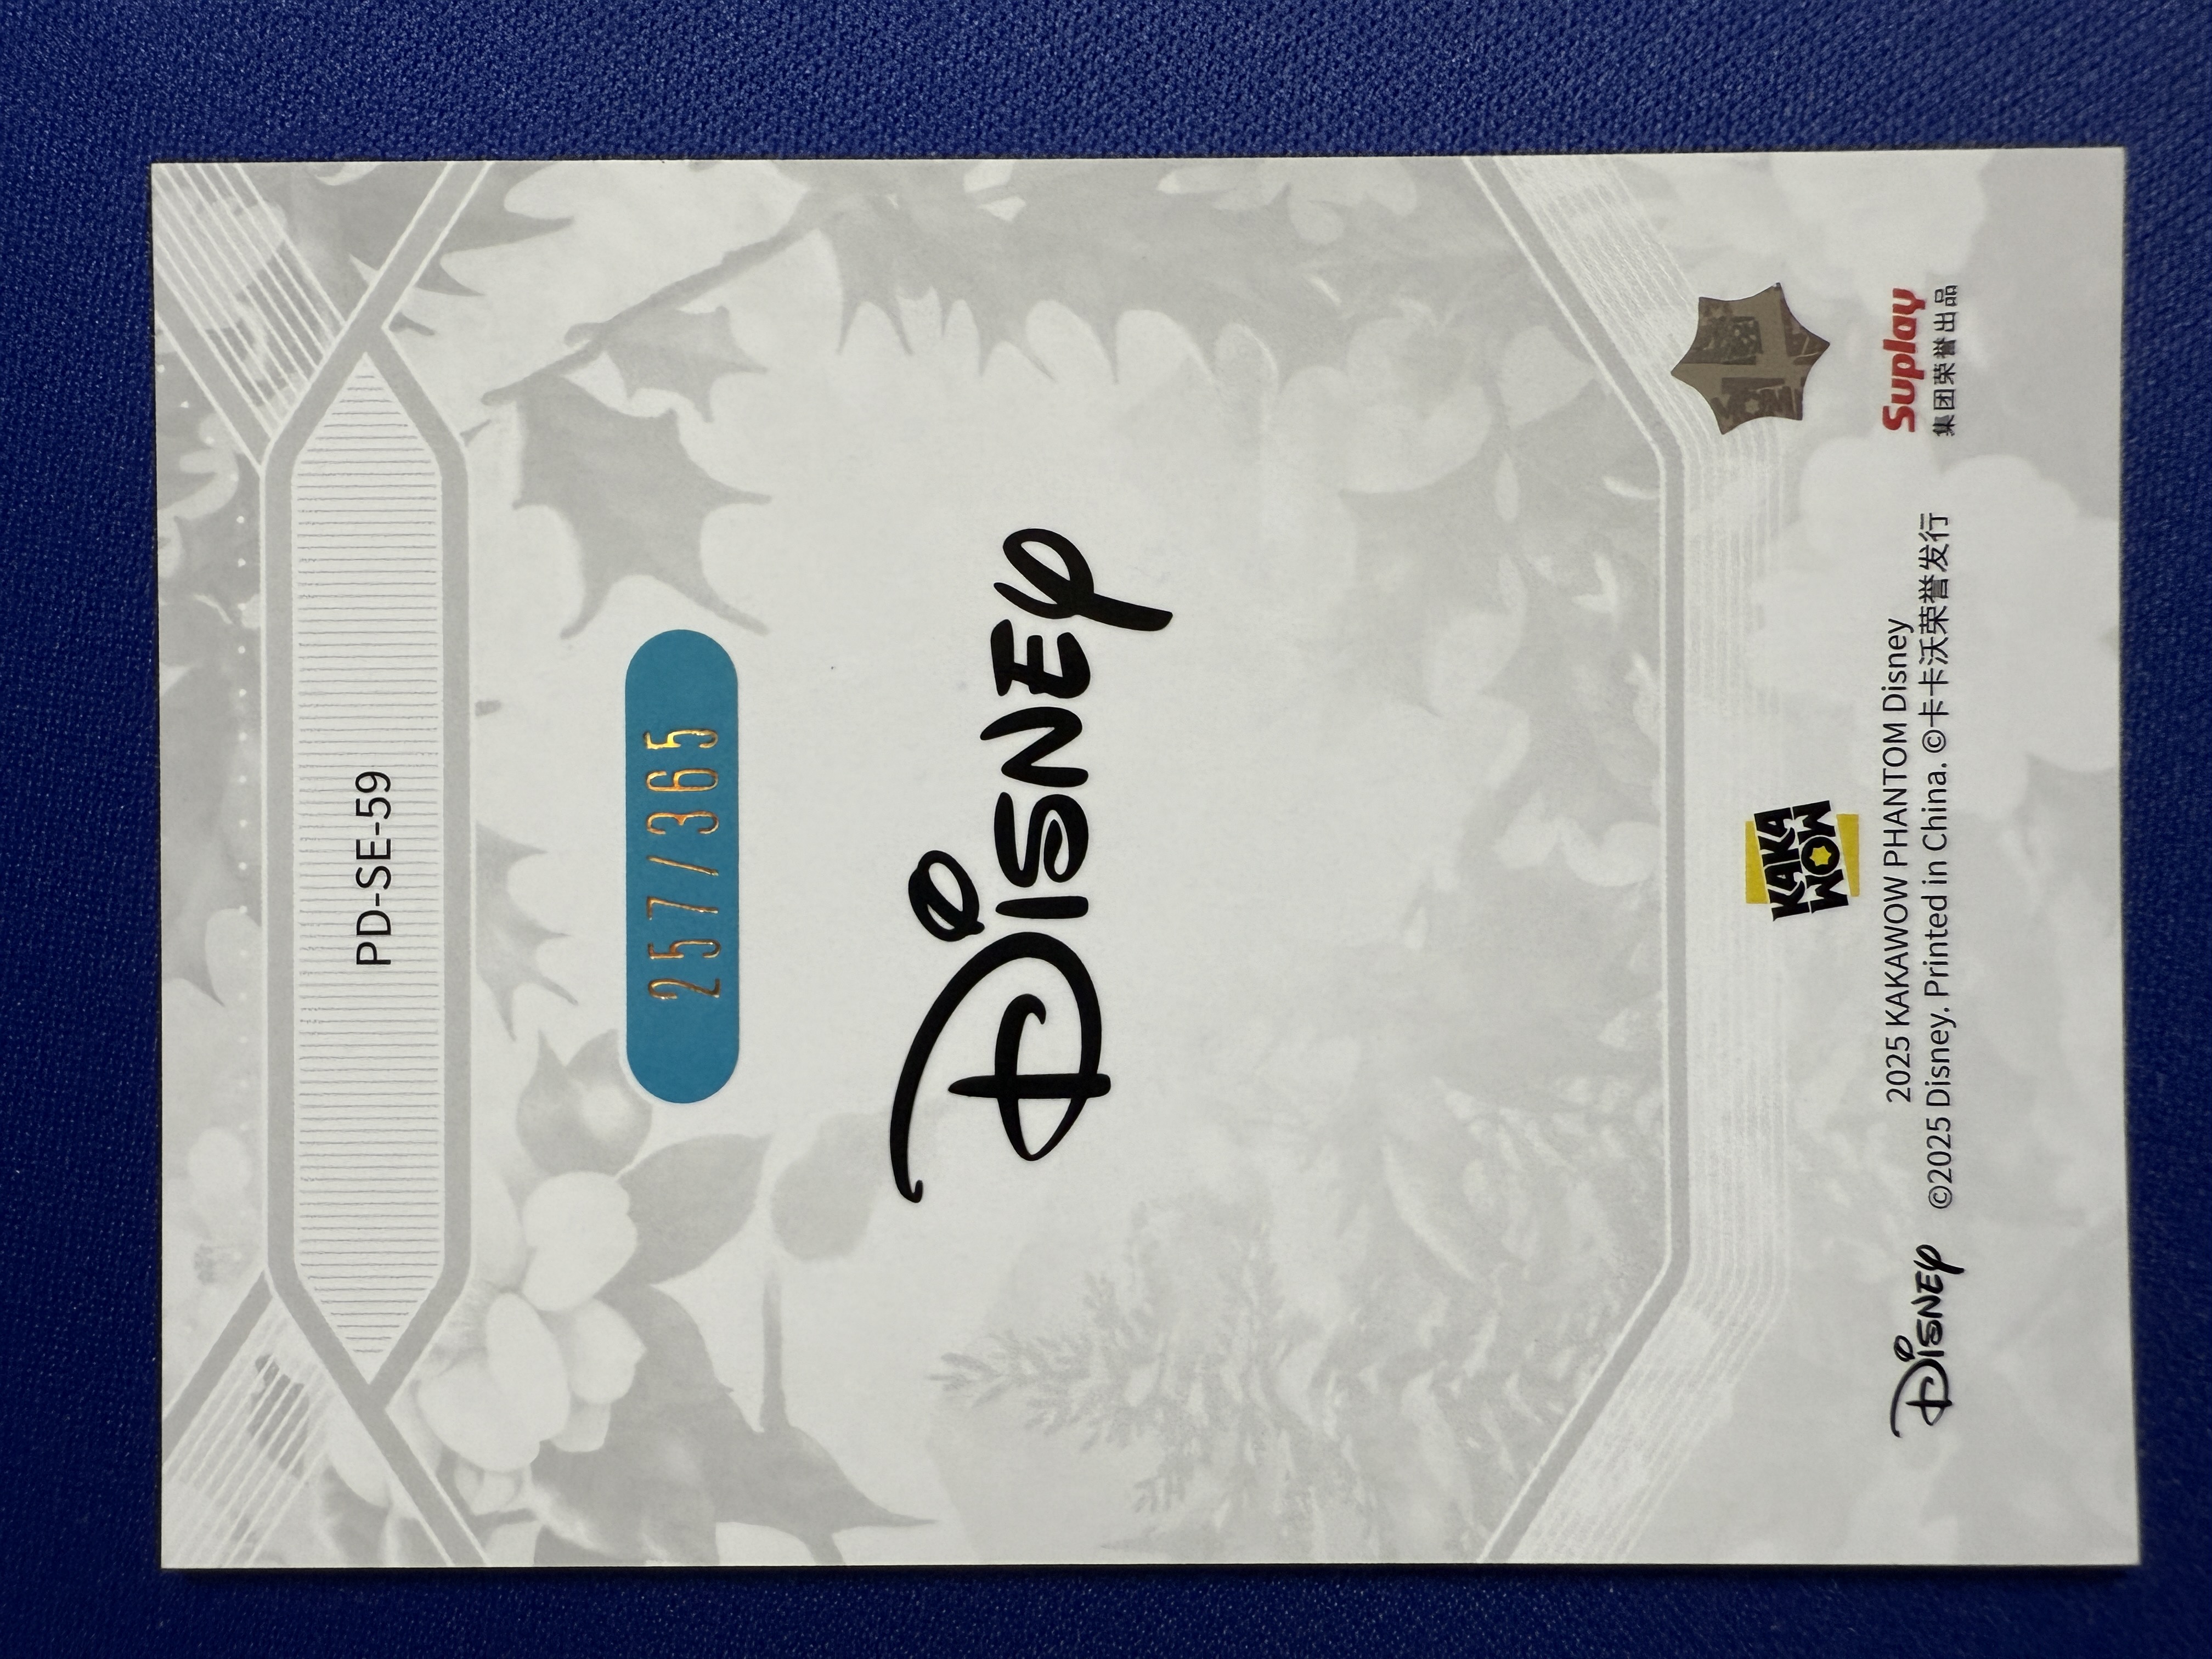 PD-SE-59
257/365
Disney
KAKA
WOW
2025 KAKAWOW PHANTOM Disney
Disney
©2025 Disney. Printed in China. ©卡卡沃荣誉发行
Suplay
集团荣誉出品